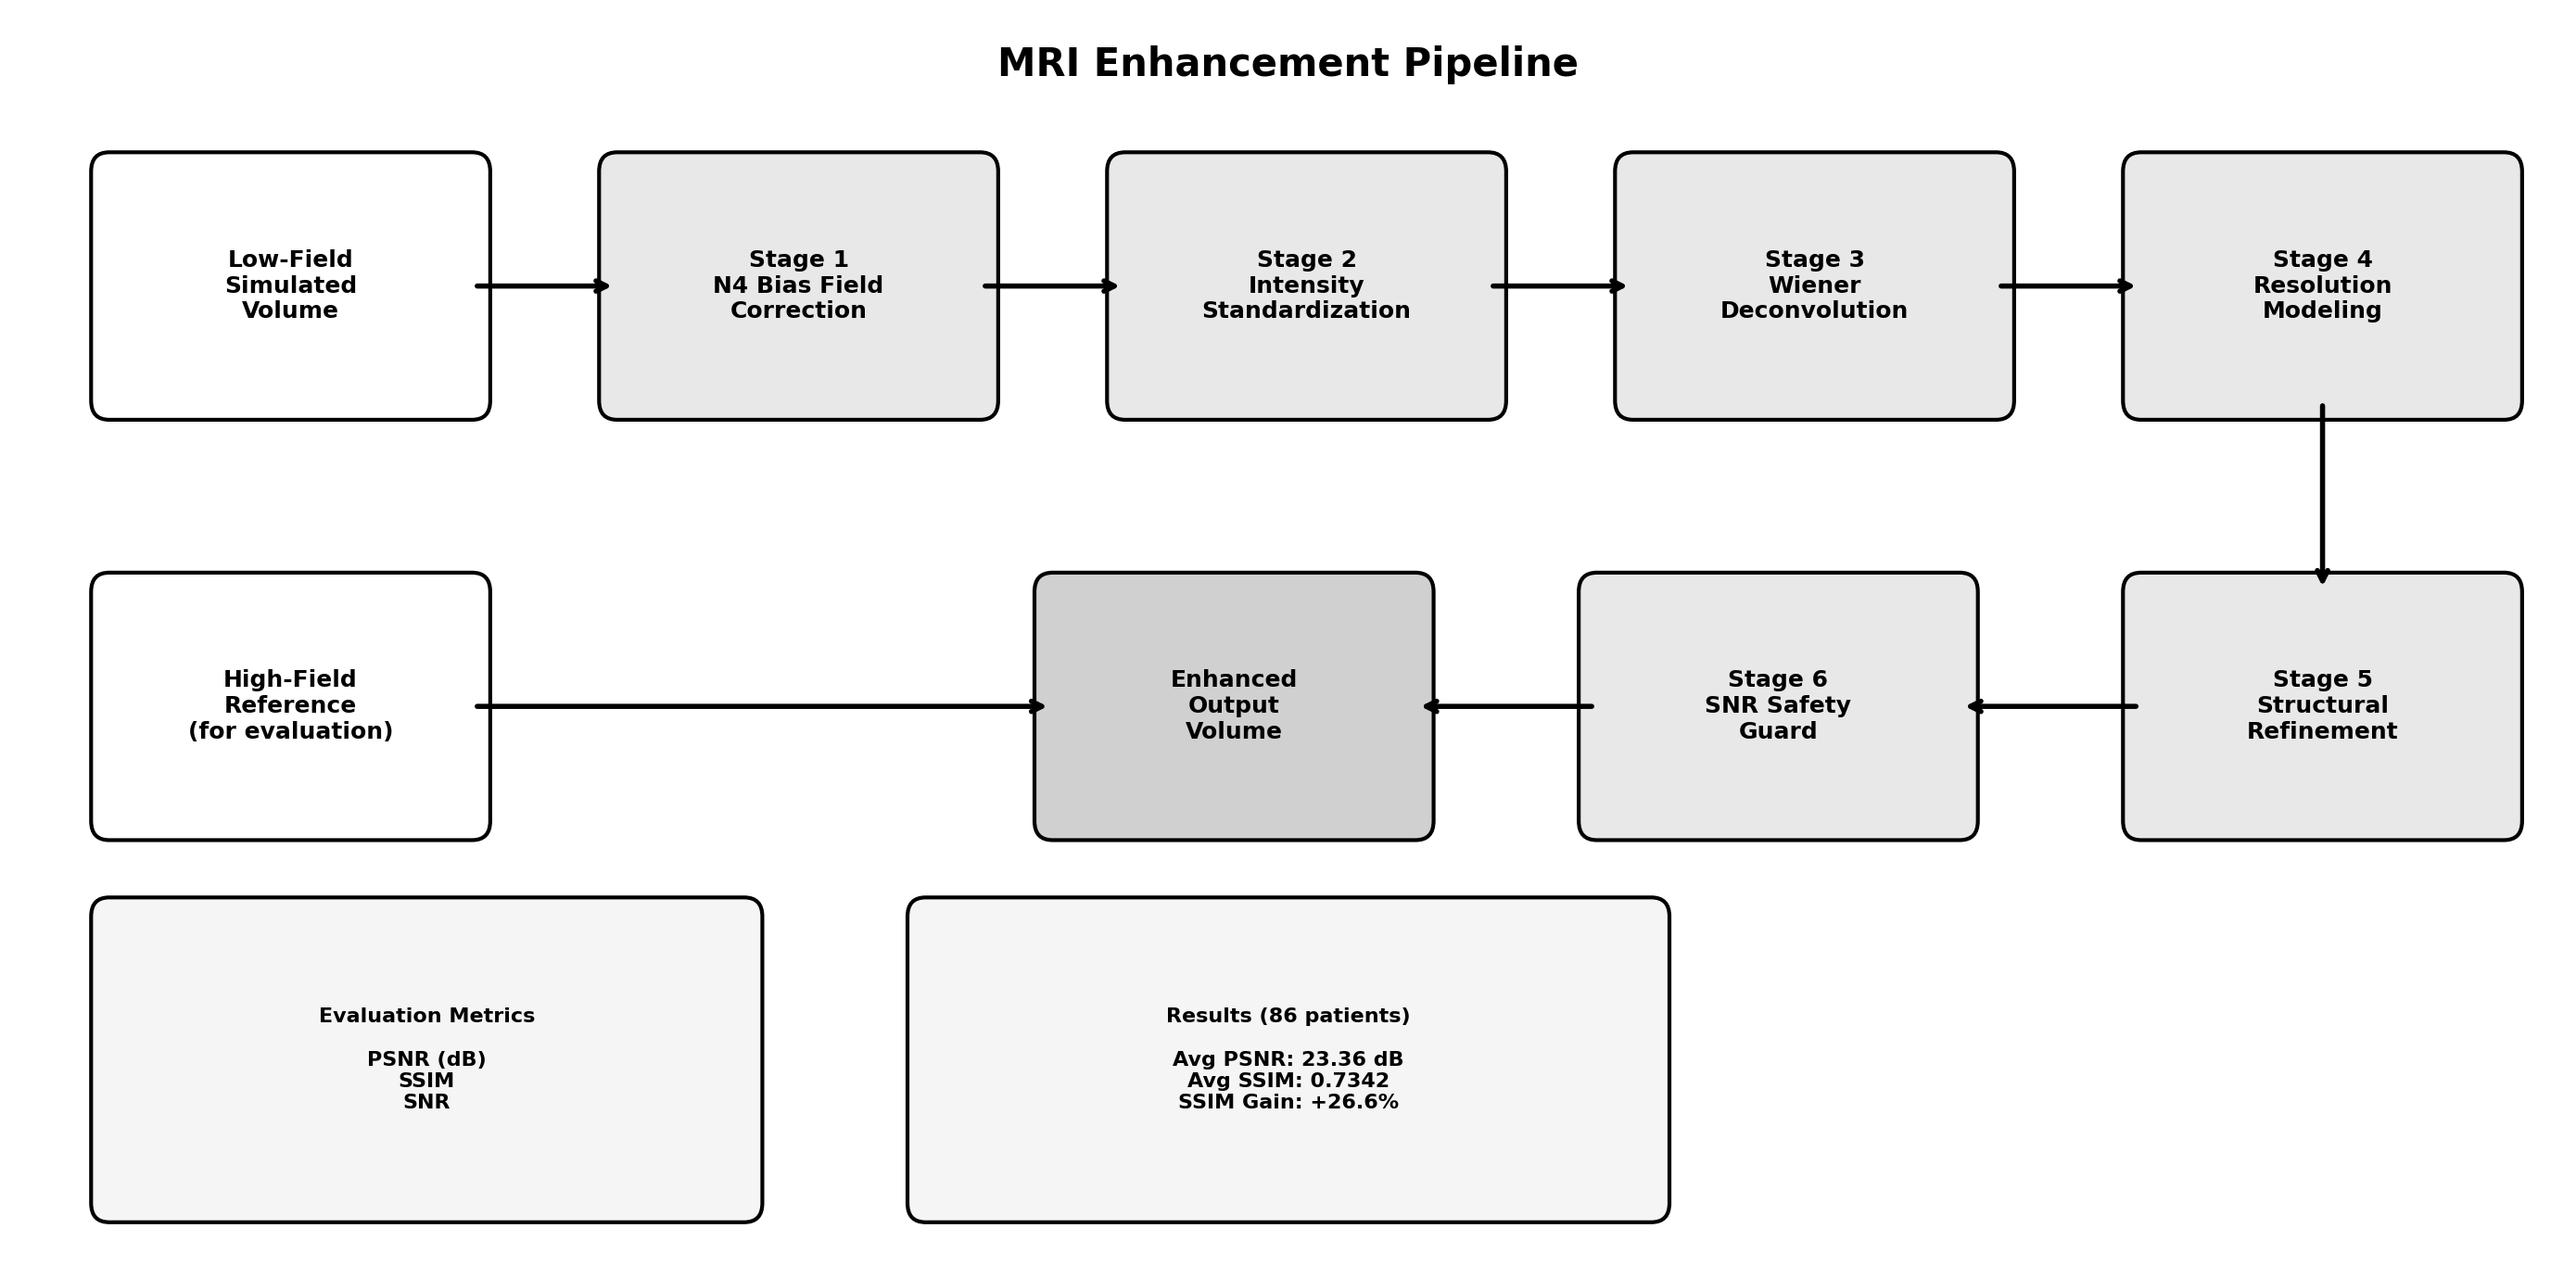 MRI Enhancement Pipeline
Low-Field
Simulated
Volume
Stage 1
N4 Bias Field
Correction
Stage 2
Intensity
Standardization
Stage 3
Wiener
Deconvolution
Stage 4
Resolution
Modeling
High-Field
Reference
(for evaluation)
Enhanced
Output
Volume
Stage 6
SNR Safety
Guard
Stage 5
Structural
Refinement
Evaluation Metrics
PSNR (dB)
SSIM
SNR
Results (86 patients)
Avg PSNR: 23.36 dB
Avg SSIM: 0.7342
SSIM Gain: +26.6%